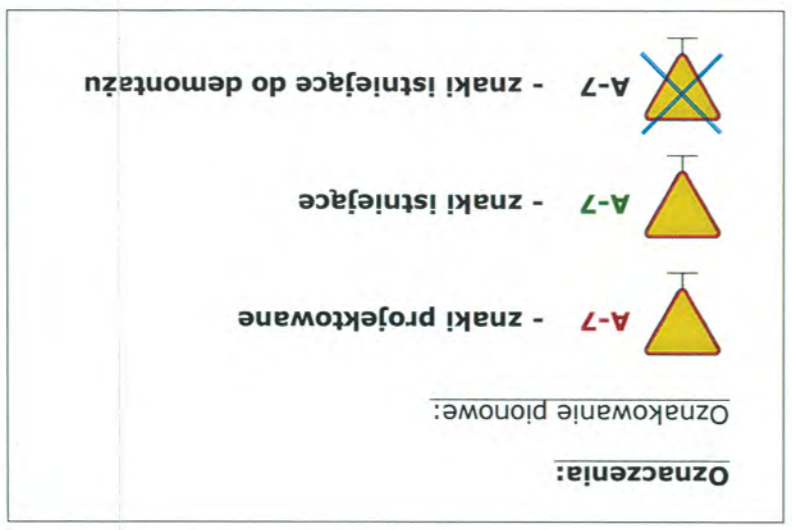 Oznaczenia:
Oznakowanie pionowe:
A-7 - znaki projektowane
A-7 - znaki istniejące
A-7 - znaki istniejące do demontażu